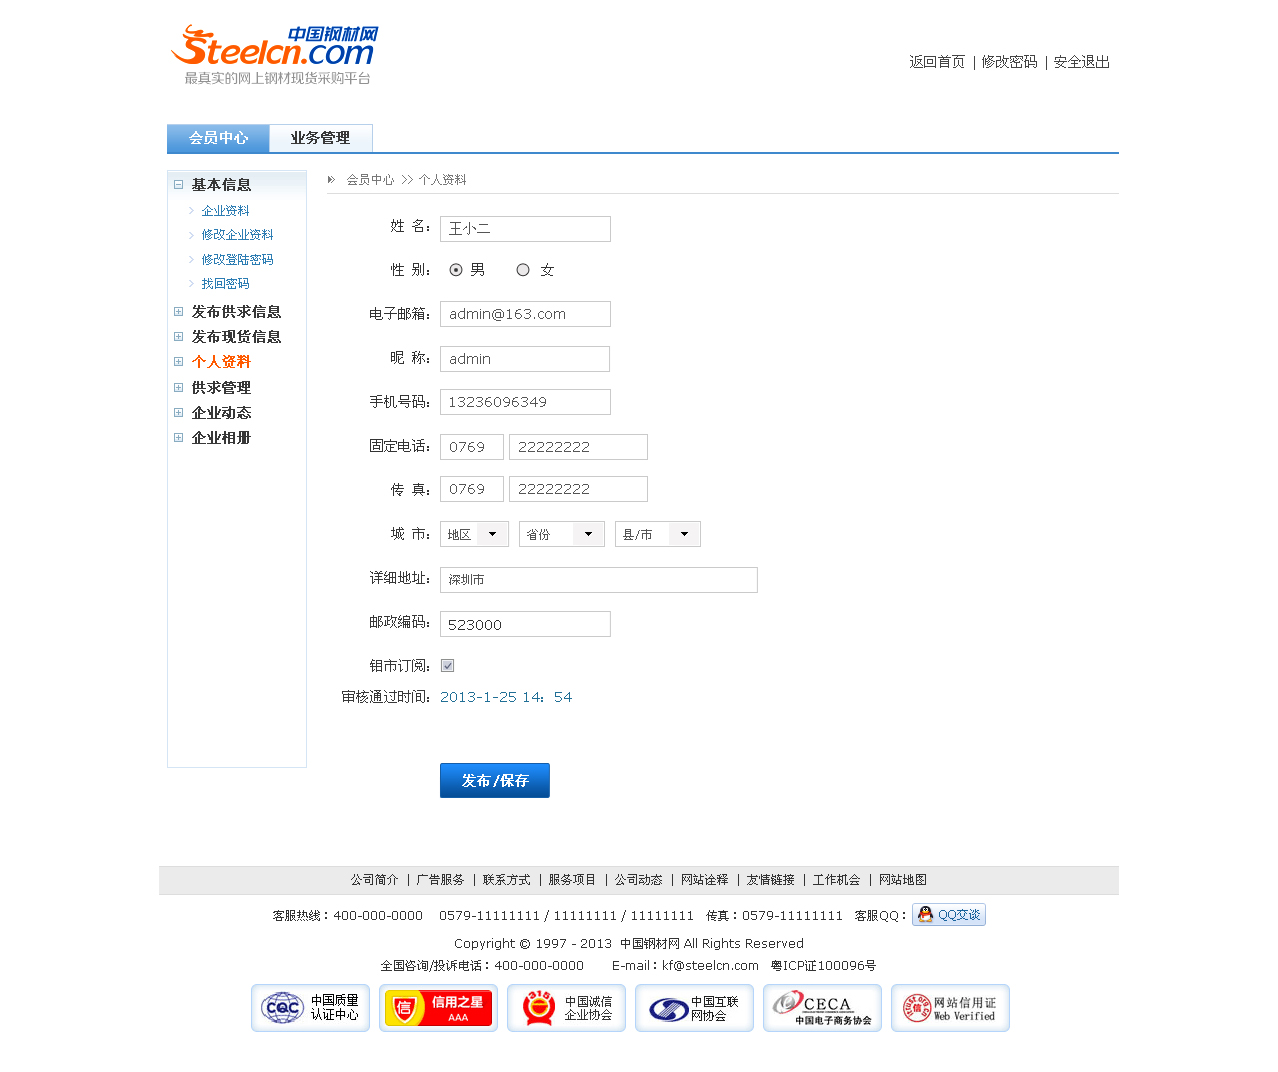 中国钢材网
Steelcn.com
最真实的网上钢材现货采购平台
返回首页 | 修改密码 | 安全退出
会员中心 业务管理
基本信息
企业资料
修改企业资料
修改登陆密码
找回密码
发布供求信息
发布现货信息
个人资料
供求管理
企业动态
企业相册
会员中心 >> 个人资料
姓 名： 王小二
性 别： 男 女
电子邮箱： admin@163.com
昵 称： admin
手机号码： 13236096349
固定电话： 0769 22222222
传 真： 0769 22222222
城 市： 地区 省份 县/市
详细地址： 深圳市
邮政编码： 523000
钼市订阅：
审核通过时间： 2013-1-25 14：54
发布/保存
公司简介 | 广告服务 | 联系方式 | 服务项目 | 公司动态 | 网站诠释 | 友情链接 | 工作机会 | 网站地图
客服热线：400-000-0000 0579-11111111 / 11111111 / 11111111 传真：0579-11111111 客服QQ： QQ交谈
Copyright © 1997 - 2013 中国钢材网 All Rights Reserved
全国咨询/投诉电话：400-000-0000 E-mail：kf@steelcn.com 粤ICP证100096号
CQC 中国质量
认证中心
信 信用之星
AAA
中国诚信
企业协会
中国互联
网协会
CECA
中国电子商务协会
网站信用证
Web Verified